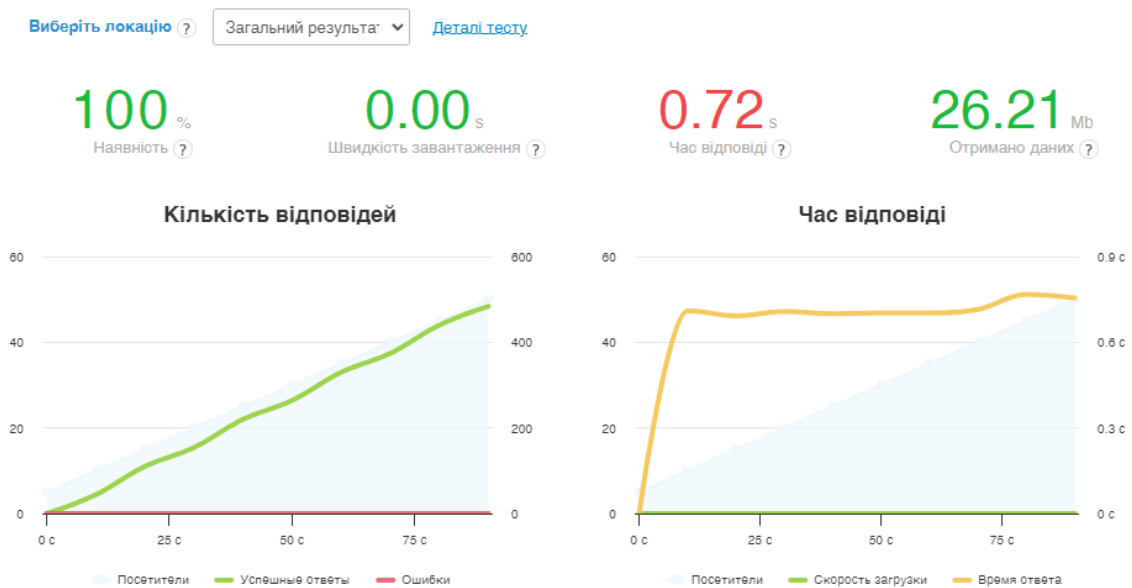 Виберіть локацію ? Загальний результат Деталі тесту
100 % 0.00 s 0.72 s 26.21 Mb
Наявність ? Швидкість завантаження ? Час відповіді ? Отримано даних ?
Кількість відповідей Час відповіді
60 600 60 0.9 c
40 400 40 0.6 c
20 200 20 0.3 c
0 0 0 0 c
0 c 25 c 50 c 75 c 0 c 25 c 50 c 75 c
Посетители Успешные ответы Ошибки Посетители Скорость загрузки Время ответа